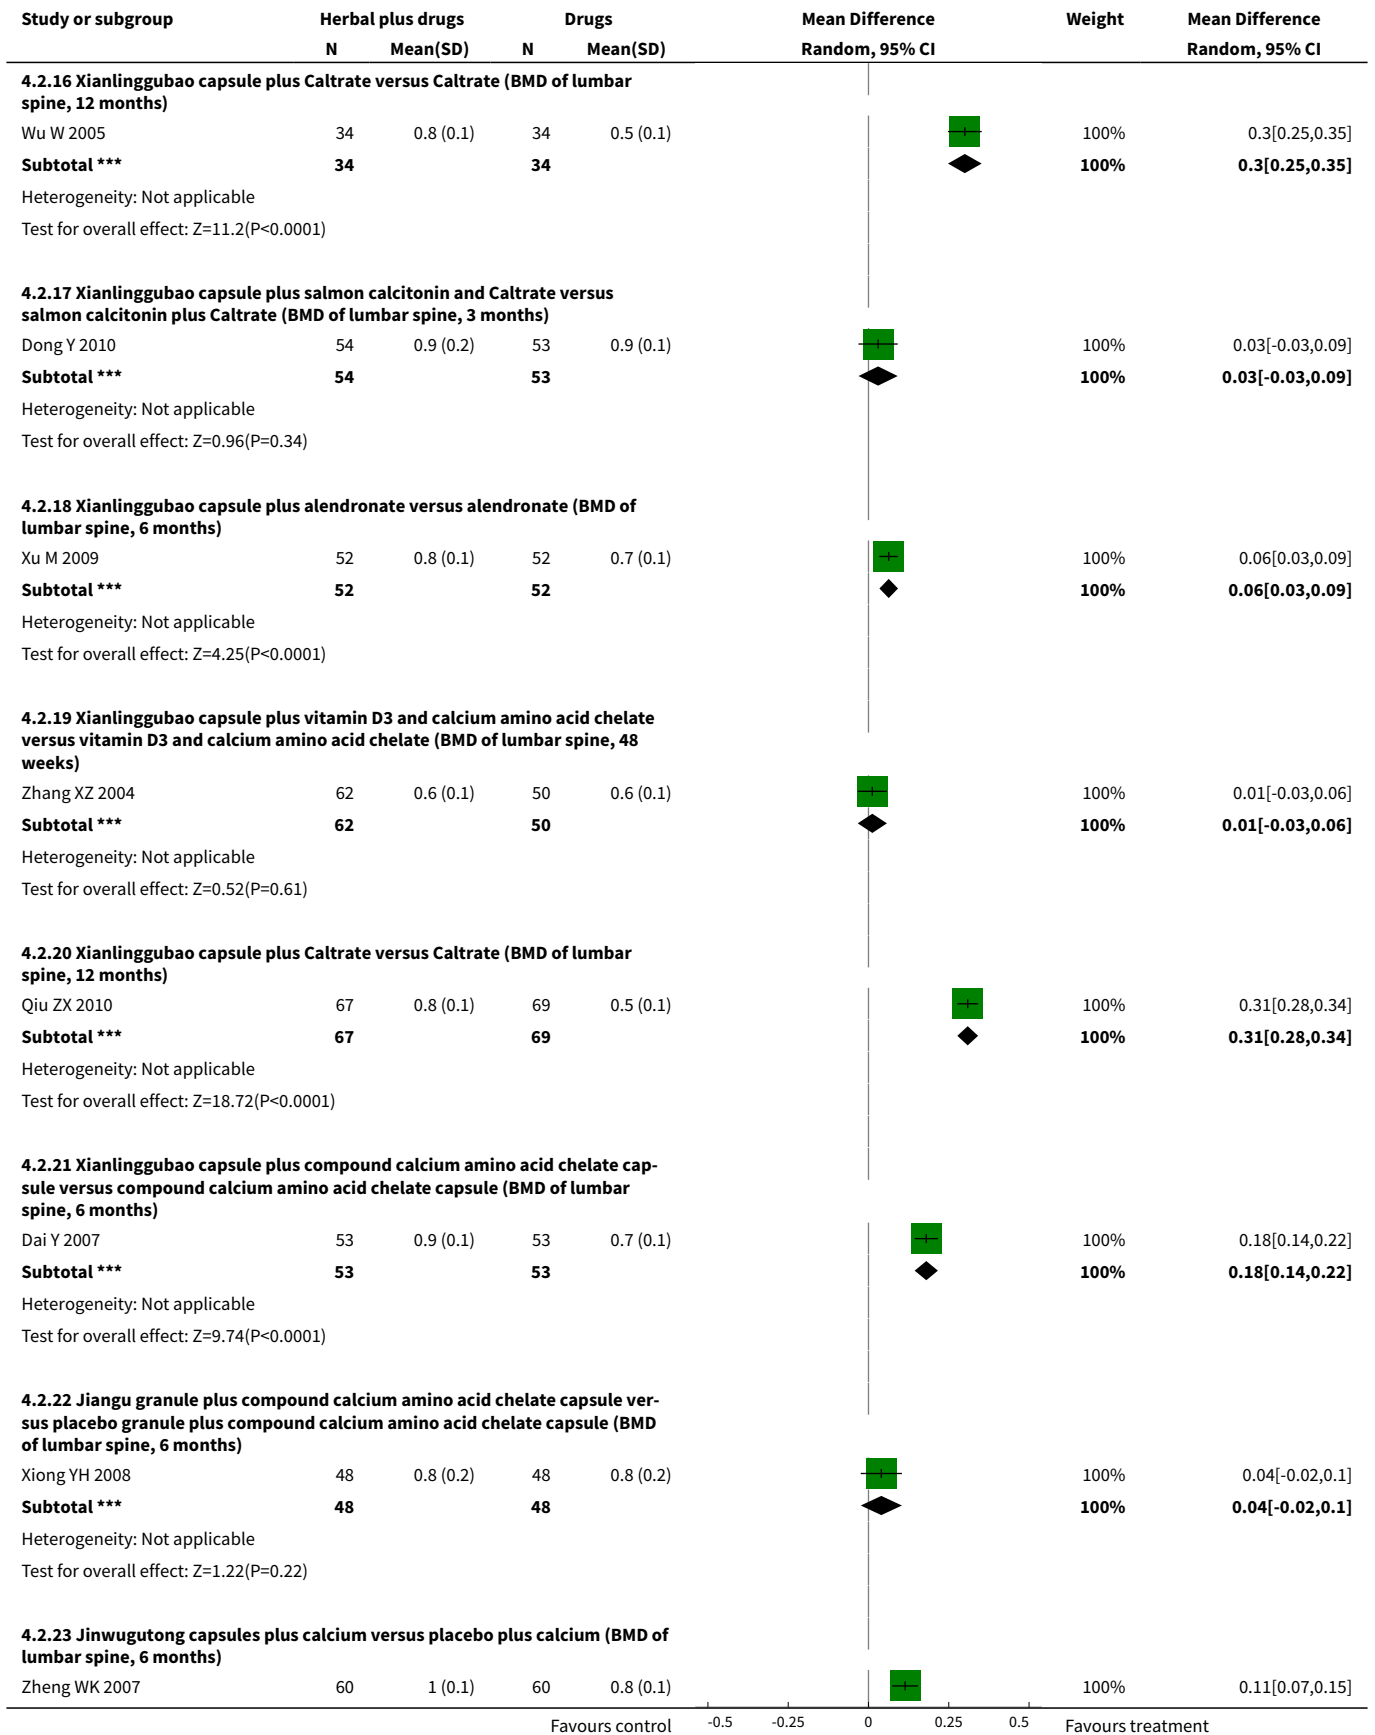 Study or subgroup Herbal plus drugs Drugs Mean Difference Weight Mean Difference
N Mean(SD) N Mean(SD) Random, 95% CI Random, 95% CI
4.2.16 Xianlinggubao capsule plus Caltrate versus Caltrate (BMD of lumbar
spine, 12 months)
Wu W 2005 34 0.8 (0.1) 34 0.5 (0.1) 100% 0.3[0.25,0.35]
Subtotal *** 34 34 100% 0.3[0.25,0.35]
Heterogeneity: Not applicable
Test for overall effect: Z=11.2(P<0.0001)
4.2.17 Xianlinggubao capsule plus salmon calcitonin and Caltrate versus
salmon calcitonin plus Caltrate (BMD of lumbar spine, 3 months)
Dong Y 2010 54 0.9 (0.2) 53 0.9 (0.1) 100% 0.03[-0.03,0.09]
Subtotal *** 54 53 100% 0.03[-0.03,0.09]
Heterogeneity: Not applicable
Test for overall effect: Z=0.96(P=0.34)
4.2.18 Xianlinggubao capsule plus alendronate versus alendronate (BMD of
lumbar spine, 6 months)
Xu M 2009 52 0.8 (0.1) 52 0.7 (0.1) 100% 0.06[0.03,0.09]
Subtotal *** 52 52 100% 0.06[0.03,0.09]
Heterogeneity: Not applicable
Test for overall effect: Z=4.25(P<0.0001)
4.2.19 Xianlinggubao capsule plus vitamin D3 and calcium amino acid chelate
versus vitamin D3 and calcium amino acid chelate (BMD of lumbar spine, 48
weeks)
Zhang XZ 2004 62 0.6 (0.1) 50 0.6 (0.1) 100% 0.01[-0.03,0.06]
Subtotal *** 62 50 100% 0.01[-0.03,0.06]
Heterogeneity: Not applicable
Test for overall effect: Z=0.52(P=0.61)
4.2.20 Xianlinggubao capsule plus Caltrate versus Caltrate (BMD of lumbar
spine, 12 months)
Qiu ZX 2010 67 0.8 (0.1) 69 0.5 (0.1) 100% 0.31[0.28,0.34]
Subtotal *** 67 69 100% 0.31[0.28,0.34]
Heterogeneity: Not applicable
Test for overall effect: Z=18.72(P<0.0001)
4.2.21 Xianlinggubao capsule plus compound calcium amino acid chelate cap-
sule versus compound calcium amino acid chelate capsule (BMD of lumbar
spine, 6 months)
Dai Y 2007 53 0.9 (0.1) 53 0.7 (0.1) 100% 0.18[0.14,0.22]
Subtotal *** 53 53 100% 0.18[0.14,0.22]
Heterogeneity: Not applicable
Test for overall effect: Z=9.74(P<0.0001)
4.2.22 Jiangu granule plus compound calcium amino acid chelate capsule ver-
sus placebo granule plus compound calcium amino acid chelate capsule (BMD
of lumbar spine, 6 months)
Xiong YH 2008 48 0.8 (0.2) 48 0.8 (0.2) 100% 0.04[-0.02,0.1]
Subtotal *** 48 48 100% 0.04[-0.02,0.1]
Heterogeneity: Not applicable
Test for overall effect: Z=1.22(P=0.22)
4.2.23 Jinwugutong capsules plus calcium versus placebo plus calcium (BMD of
lumbar spine, 6 months)
Zheng WK 2007 60 1 (0.1) 60 0.8 (0.1) 100% 0.11[0.07,0.15]
Favours control -0.5 -0.25 0 0.25 0.5 Favours treatment